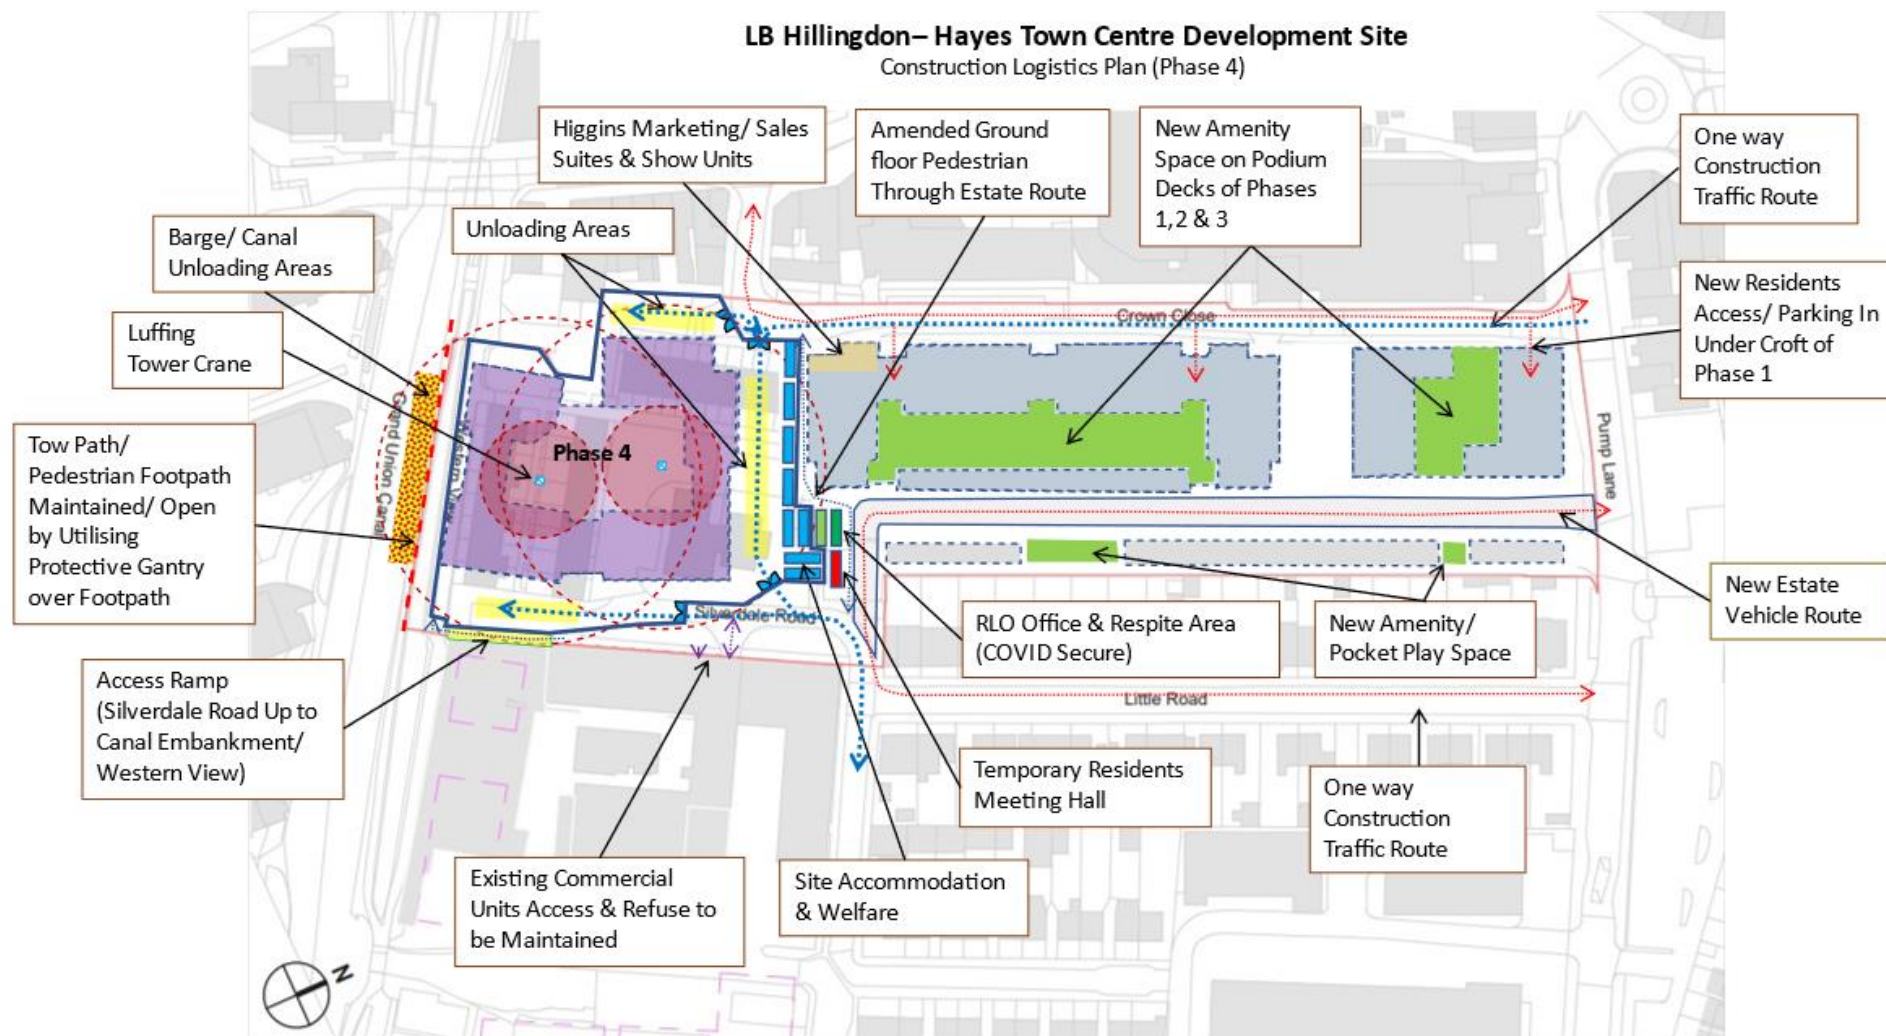 LB Hillingdon– Hayes Town Centre Development Site
Construction Logistics Plan (Phase 4)
Higgins Marketing/ Sales
Suites & Show Units
Amended Ground
floor Pedestrian
Through Estate Route
New Amenity
Space on Podium
Decks of Phases
1,2 & 3
One way
Construction
Traffic Route
Barge/ Canal
Unloading Areas
Unloading Areas
New Residents
Access/ Parking In
Under Croft of
Phase 1
Luffing
Tower Crane
Crown Close
Tow Path/
Pedestrian Footpath
Maintained/ Open
by Utilising
Protective Gantry
over Footpath
Grand Union Canal
Western View
Phase 4
Pump Lane
New Estate
Vehicle Route
Silverdale Road
RLO Office & Respite Area
(COVID Secure)
New Amenity/
Pocket Play Space
Access Ramp
(Silverdale Road Up to
Canal Embankment/
Western View)
Little Road
Temporary Residents
Meeting Hall
One way
Construction
Traffic Route
Existing Commercial
Units Access & Refuse to
be Maintained
Site Accommodation
& Welfare
N